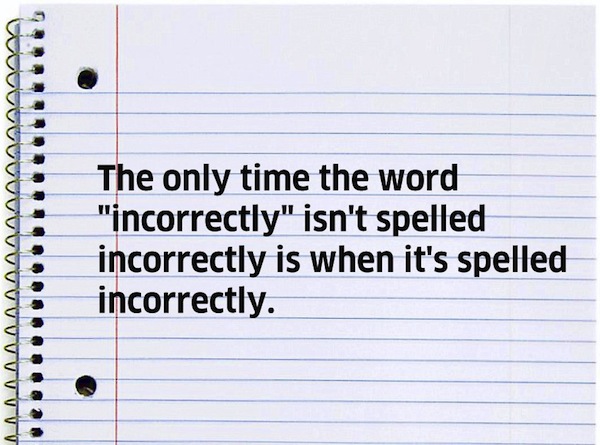 The only time the word
"incorrectly" isn't spelled
incorrectly is when it's spelled
incorrectly.